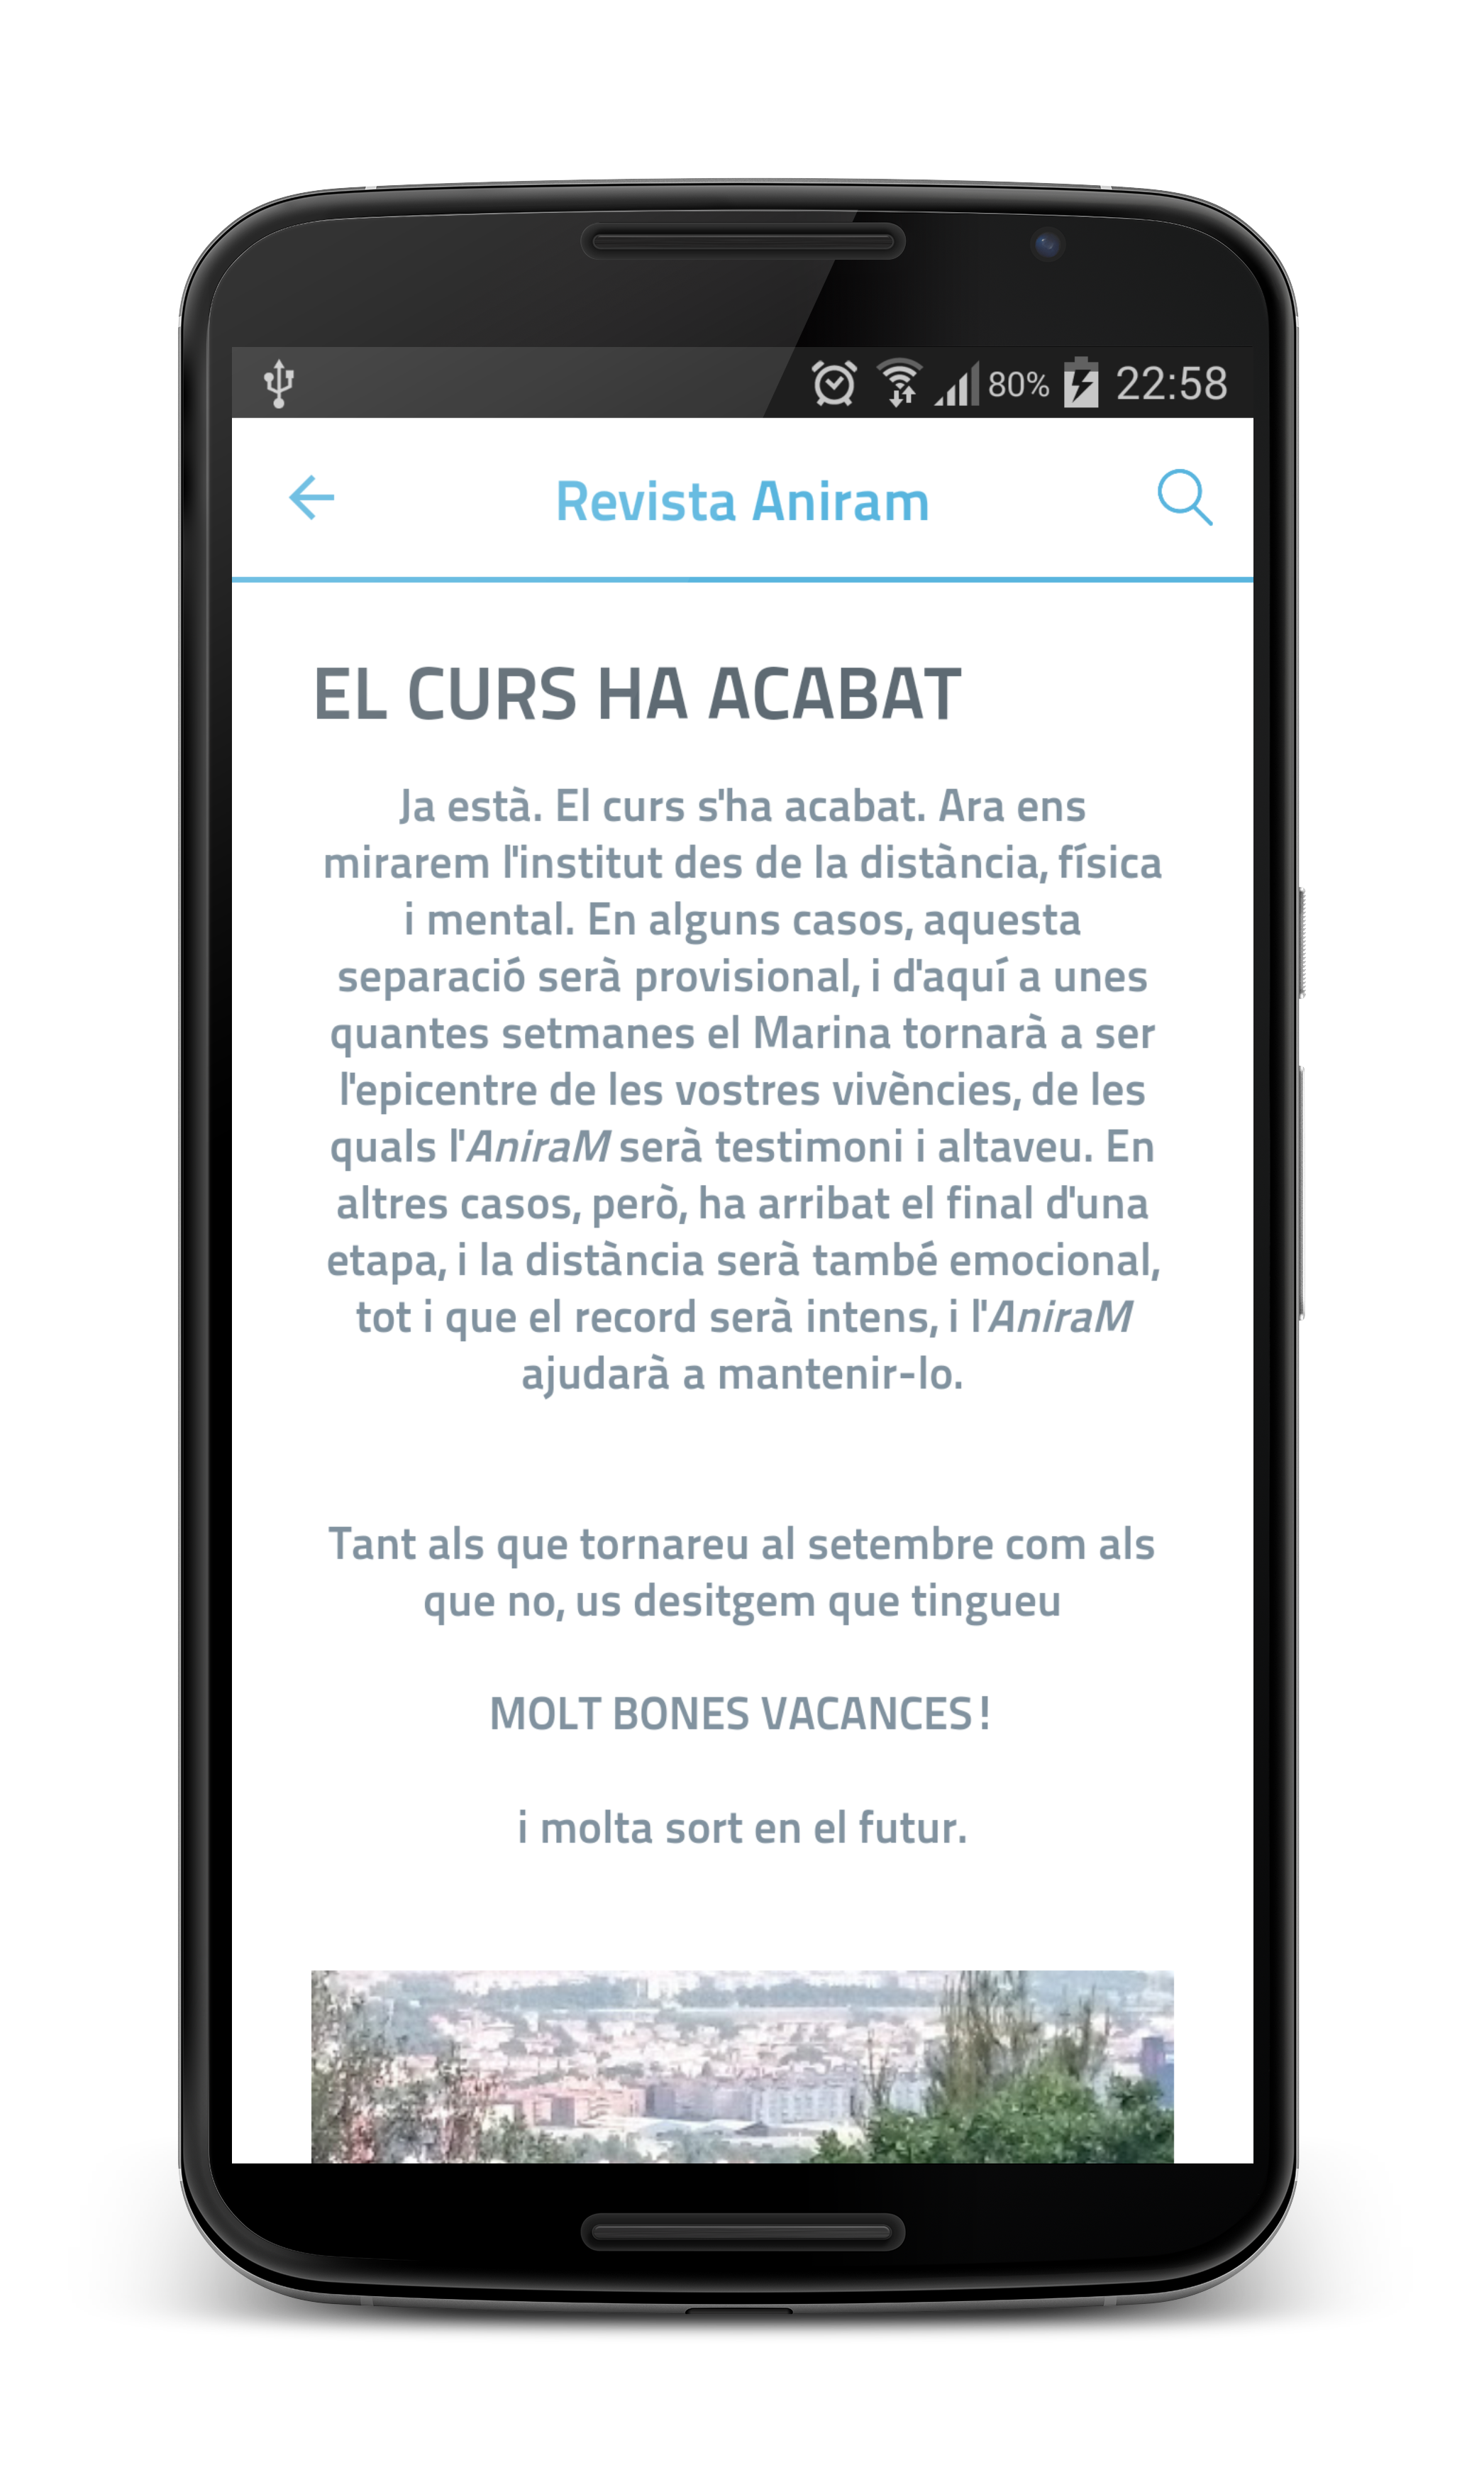 80% 22:58
Revista Aniram
EL CURS HA ACABAT
Ja està. El curs s'ha acabat. Ara ens
mirarem l'institut des de la distància, física
i mental. En alguns casos, aquesta
separació serà provisional, i d'aquí a unes
quantes setmanes el Marina tornarà a ser
l'epicentre de les vostres vivències, de les
quals l'AniraM serà testimoni i altaveu. En
altres casos, però, ha arribat el final d'una
etapa, i la distància serà també emocional,
tot i que el record serà intens, i l'AniraM
ajudarà a mantenir-lo.
Tant als que tornareu al setembre com als
que no, us desitgem que tingueu
MOLT BONES VACANCES!
i molta sort en el futur.